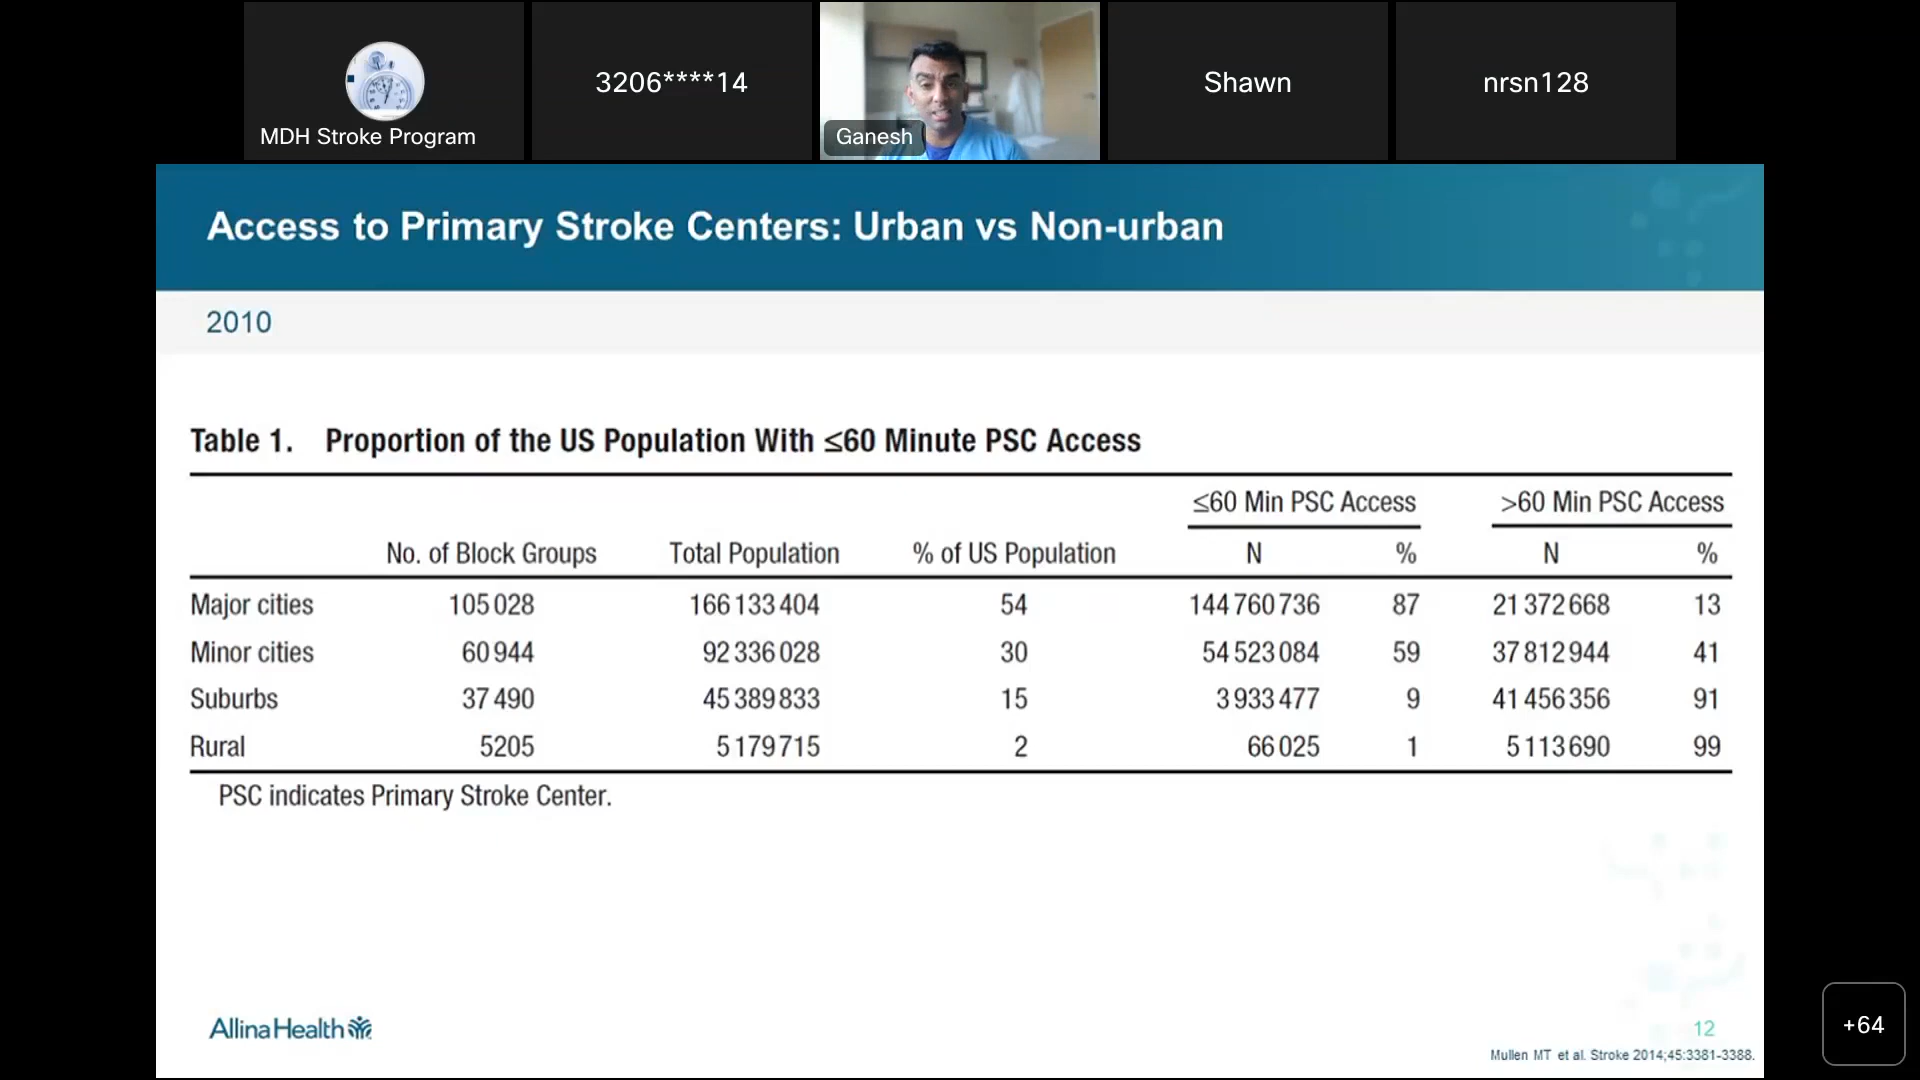 MDH Stroke Program
3206****14
Ganesh
Shawn
nrsn128
Access to Primary Stroke Centers: Urban vs Non-urban
2010
Table 1. Proportion of the US Population With ≤60 Minute PSC Access
≤60 Min PSC Access >60 Min PSC Access
No. of Block Groups Total Population % of US Population N % N %
Major cities 105 028 166 133 404 54 144 760 736 87 21 372 668 13
Minor cities 60 944 92 336 028 30 54 523 084 59 37 812 944 41
Suburbs 37 490 45 389 833 15 3 933 477 9 41 456 356 91
Rural 5205 5 179 715 2 66 025 1 5 113 690 99
PSC indicates Primary Stroke Center.
Allina Health
12
+64
Mullen MT et al. Stroke 2014;45:3381-3388.